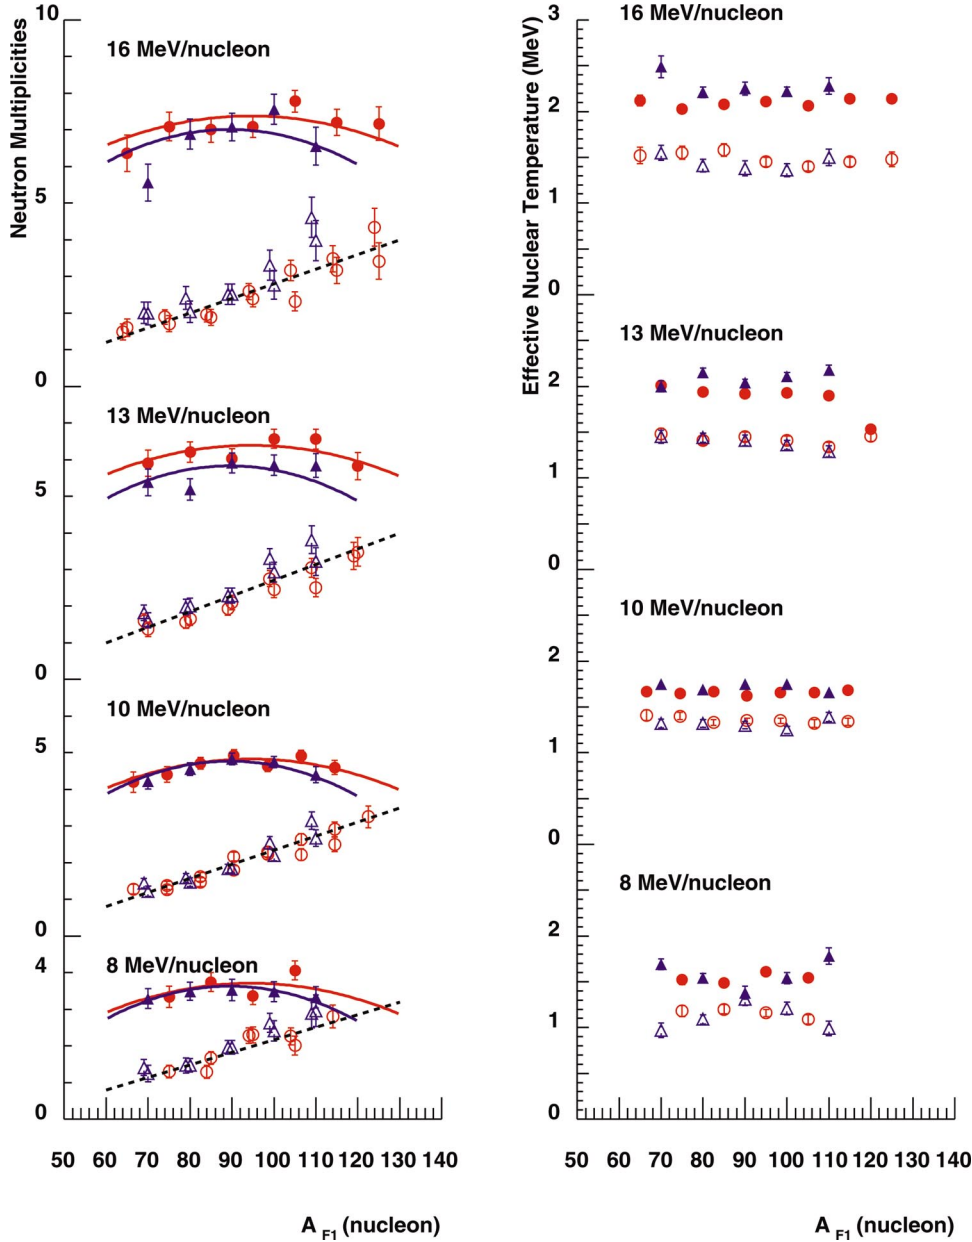 Neutron Multiplicities
10
16 MeV/nucleon
5
0
13 MeV/nucleon
5
0
10 MeV/nucleon
5
0
4
8 MeV/nucleon
0
50 60 70 80 90 100 110 120 130 140
A F1 (nucleon)
Effective Nuclear Temperature (MeV)
16 MeV/nucleon
3
2
1
0
13 MeV/nucleon
2
1
0
10 MeV/nucleon
2
1
0
8 MeV/nucleon
2
1
0
50 60 70 80 90 100 110 120 130 140
A F1 (nucleon)